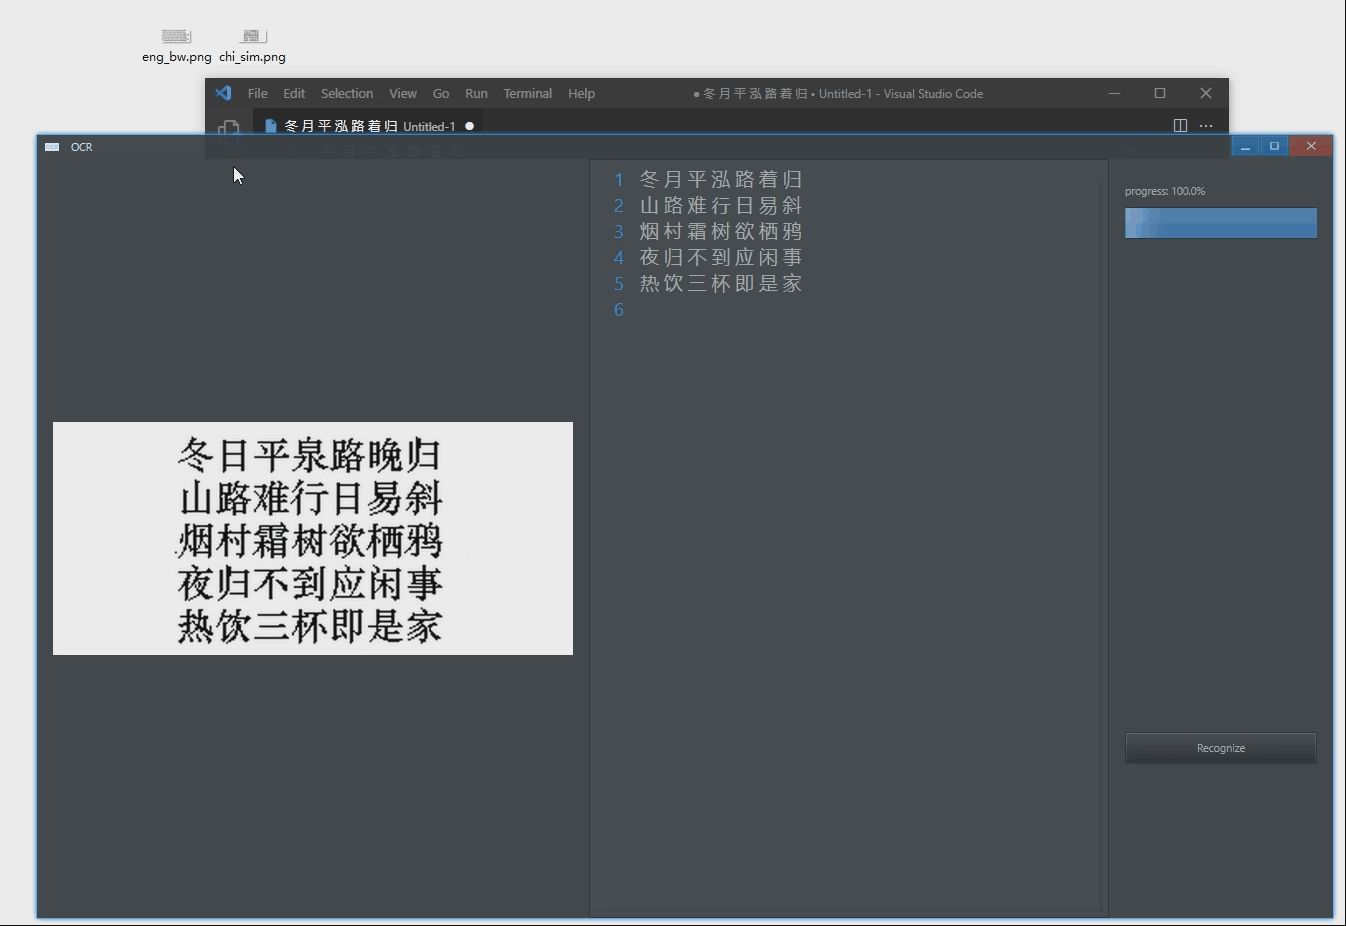 eng_bw.png chi_sim.png
File Edit Selection View Go Run Terminal Help ● 冬月平泓路着归 • Untitled-1 - Visual Studio Code
冬月平泓路着归 Untitled-1 ●
OCR
1 冬月平泓路着归
2 山路难行日易斜
3 烟村霜树欲栖鸦
4 夜归不到应闲事
5 热饮三杯即是家
6
progress: 100.0%
冬日平泉路晚归
山路难行日易斜
烟村霜树欲栖鸦
夜归不到应闲事
热饮三杯即是家
Recognize